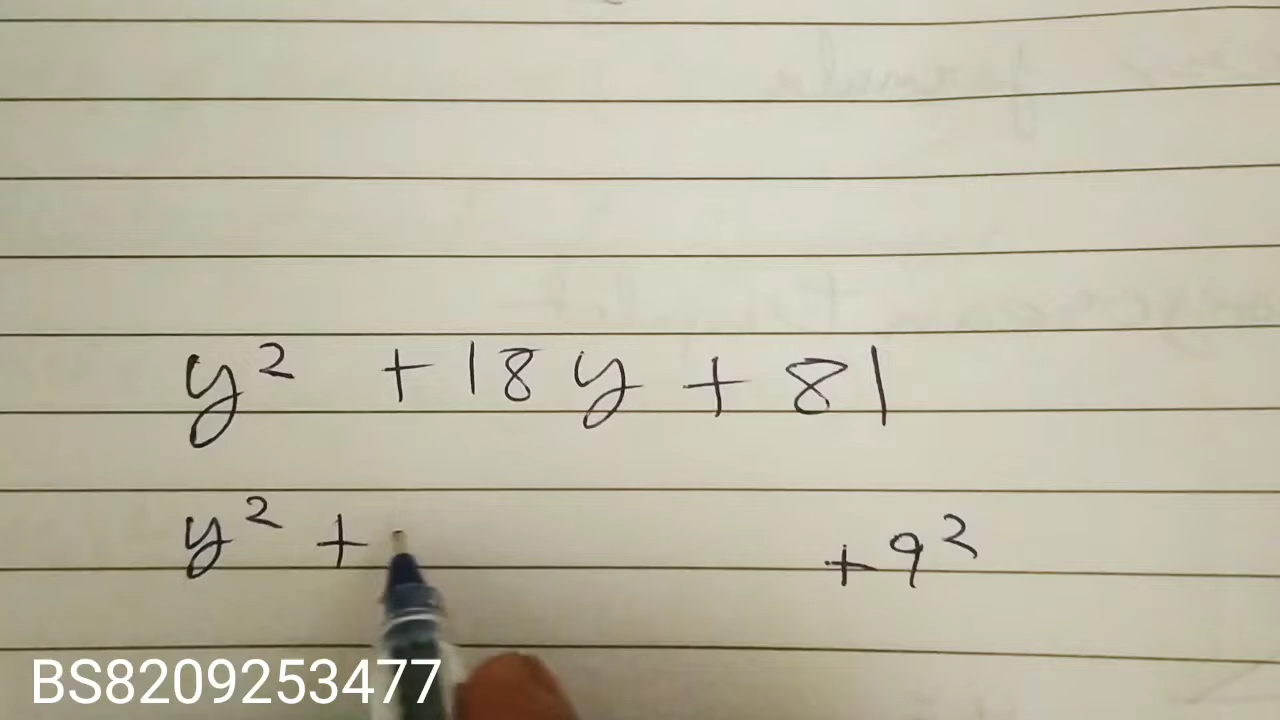 y² + 18y + 81
y² + + 9²
BS8209253477